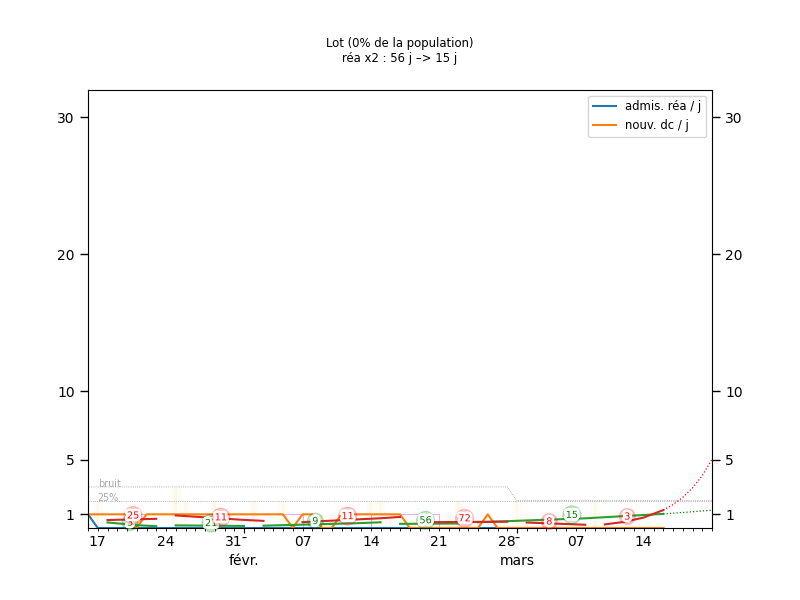 Lot (0% de la population)
réa x2 : 56 j –> 15 j
admis. réa / j
nouv. dc / j
30 30
20 20
10 10
5 5
bruit
25%
1 1
25 11 9 11 56 72 8 15 3
17 24 31 07 14 21 28 07 14
févr. mars